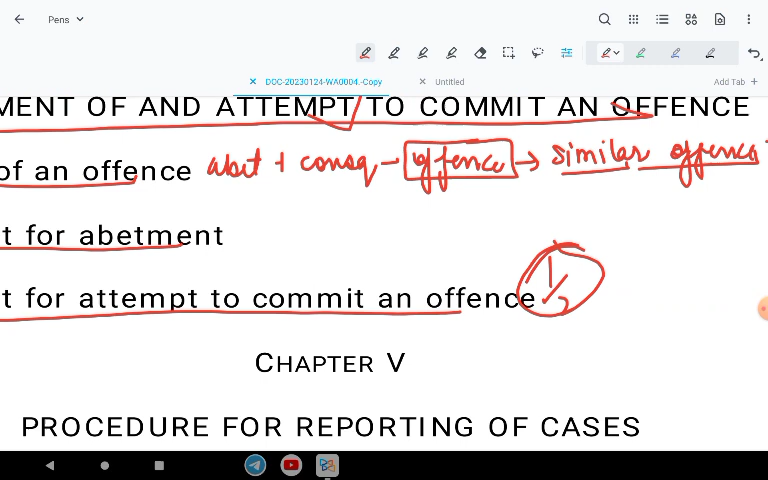 Pens
DOC-20230124-WA0004.-Copy
Untitled
Add Tab +
MENT OF AND ATTEMPT TO COMMIT AN OFFENCE
of an offence abet + conseq - offence → similar offence
t for abetment
t for attempt to commit an offence 1/2
CHAPTER V
PROCEDURE FOR REPORTING OF CASES